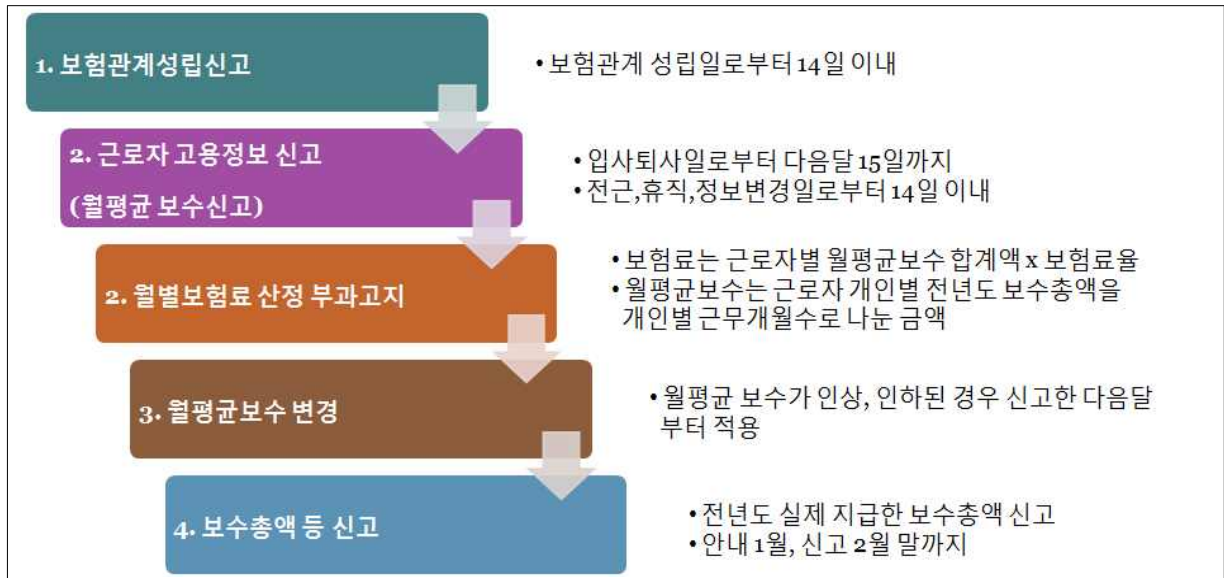 1. 보험관계성립신고
• 보험관계 성립일로부터 14일 이내
2. 근로자 고용정보 신고
(월평균 보수신고)
• 입사퇴사일로부터 다음달 15일까지
• 전근,휴직,정보변경일로부터 14일 이내
2. 월별보험료 산정 부과고지
• 보험료는 근로자별 월평균보수 합계액 x 보험료율
• 월평균보수는 근로자 개인별 전년도 보수총액을
개인별 근무개월수로 나눈 금액
3. 월평균보수 변경
• 월평균 보수가 인상, 인하된 경우 신고한 다음달
부터 적용
4. 보수총액 등 신고
• 전년도 실제 지급한 보수총액 신고
• 안내 1월, 신고 2월 말까지